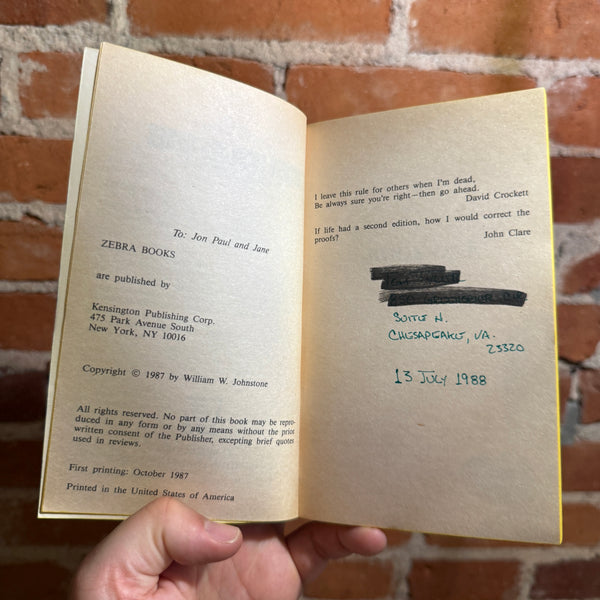 To: Jon Paul and Jane
ZEBRA BOOKS
are published by
Kensington Publishing Corp.
475 Park Avenue South
New York, NY 10016
Copyright © 1987 by William W. Johnstone
All rights reserved. No part of this book may be repro-
duced in any form or by any means without the prior
written consent of the Publisher, excepting brief quotes
used in reviews.
First printing: October 1987
Printed in the United States of America
I leave this rule for others when I'm dead,
Be always sure you're right—then go ahead.
David Crockett
If life had a second edition, how I would correct the
proofs?
John Clare
SUITE H.
CHESAPEAKE, VA.
23320
13 JULY 1988